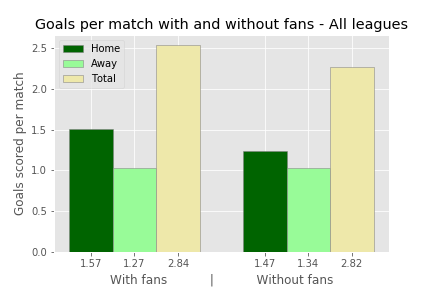 Goals per match with and without fans - All leagues
Home
Away
Total
Goals scored per match
2.5
2.0
1.5
1.0
0.5
0.0
1.57 1.27 2.84 1.47 1.34 2.82
With fans | Without fans